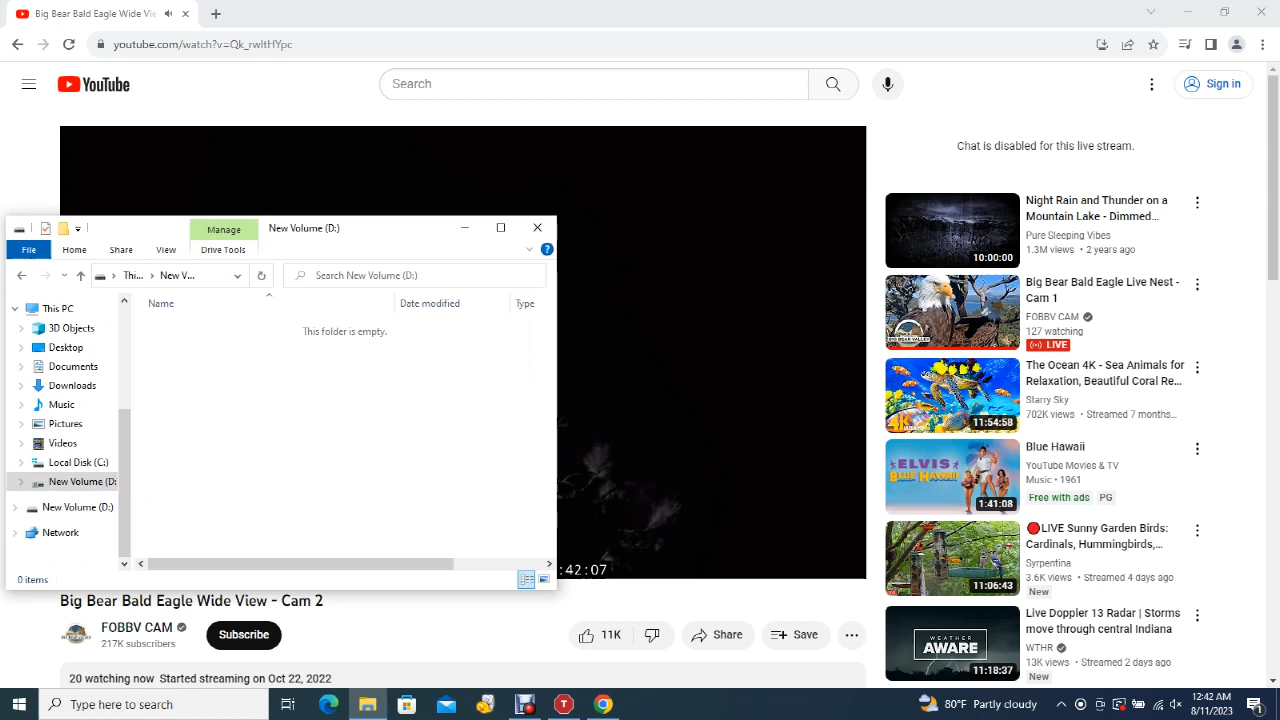 Big Bear Bald Eagle Wide Vie
youtube.com/watch?v=Qk_rwltHYpc
YouTube
Search
Sign in
Chat is disabled for this live stream.
Manage
New Volume (D:)
File
Home
Share
View
Drive Tools
Thi...
New V...
Search New Volume (D:)
This PC
3D Objects
Desktop
Documents
Downloads
Music
Pictures
Videos
Local Disk (C:)
New Volume (D:
New Volume (D:)
Network
Name
Date modified
Type
This folder is empty.
0 items
:42:07
Night Rain and Thunder on a
Mountain Lake - Dimmed...
Pure Sleeping Vibes
1.3M views • 2 years ago
10:00:00
Big Bear Bald Eagle Live Nest -
Cam 1
FOBBV CAM
127 watching
LIVE
BIG BEAR VALLEY
The Ocean 4K - Sea Animals for
Relaxation, Beautiful Coral Re...
Starry Sky
702K views • Streamed 7 months...
4K
11:54:58
Blue Hawaii
YouTube Movies & TV
Music • 1961
Free with ads
PG
ELVIS
BLUE HAWAII
1:41:08
LIVE Sunny Garden Birds:
Cardinals, Hummingbirds,...
Syrpentina
3.6K views • Streamed 4 days ago
New
11:06:43
Live Doppler 13 Radar | Storms
move through central Indiana
WTHR
13K views • Streamed 2 days ago
New
WEATHER
AWARE
11:18:37
Big Bear Bald Eagle Wide View - Cam 2
FOBBV CAM
217K subscribers
Subscribe
11K
Share
Save
20 watching now Started streaming on Oct 22, 2022
Type here to search
80°F Partly cloudy
12:42 AM
8/11/2023
1